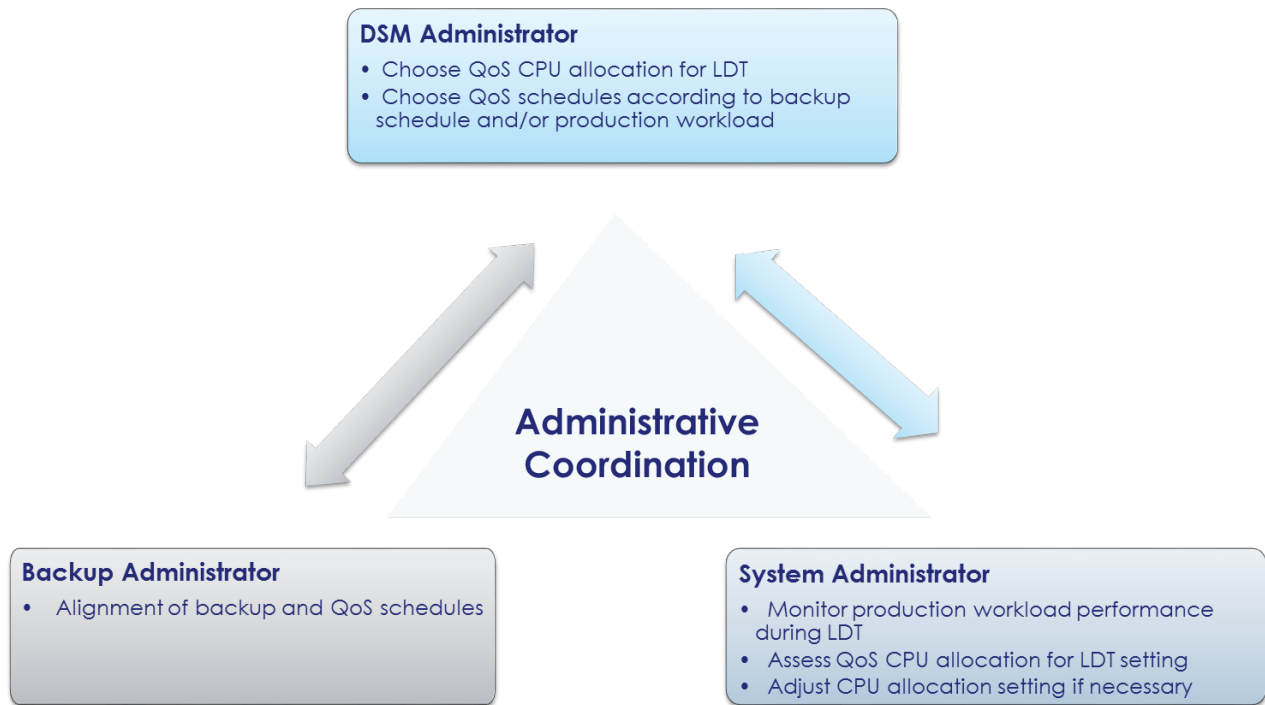 DSM Administrator
• Choose QoS CPU allocation for LDT
• Choose QoS schedules according to backup
schedule and/or production workload
Administrative
Coordination
Backup Administrator
• Alignment of backup and QoS schedules
System Administrator
• Monitor production workload performance
during LDT
• Assess QoS CPU allocation for LDT setting
• Adjust CPU allocation setting if necessary